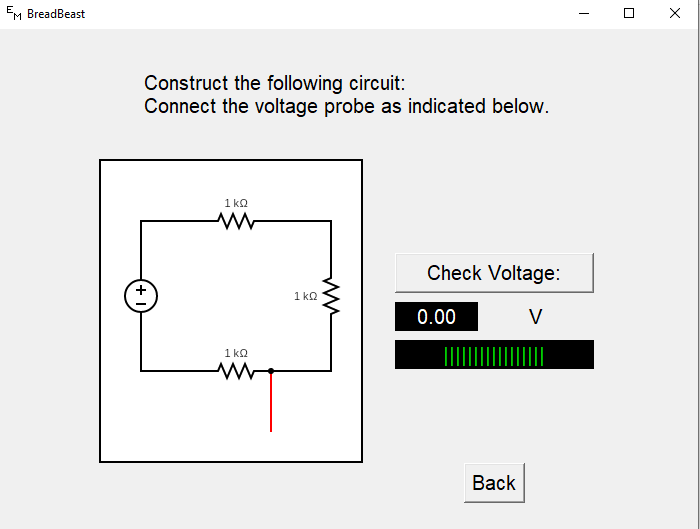 EM BreadBeast
Construct the following circuit:
Connect the voltage probe as indicated below.
1 kΩ
1 kΩ
1 kΩ
Check Voltage:
0.00 V
Back